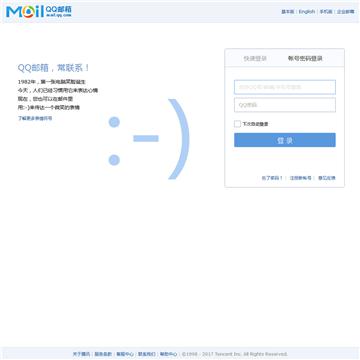 Mail QQ邮箱
mail.qq.com
基本版 | English | 手机版 | 企业邮箱
QQ邮箱，常联系！
1982年，第一张电脑笑脸诞生
今天，人们已经习惯用它来表达心情
现在，您也可以在邮件里
用:-)来传达一个微笑的表情
了解更多表情符号
:-)
快速登录 帐号密码登录
支持QQ号/邮箱/手机号登录
QQ密码
下次自动登录
登 录
忘了密码？ | 注册新帐号 | 意见反馈
关于腾讯 | 服务条款 | 客服中心 | 联系我们 | 帮助中心 | ©1998 - 2017 Tencent Inc. All Rights Reserved.